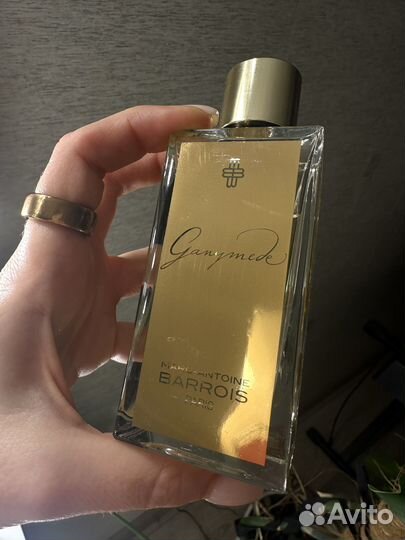 Ganymede
MARC-ANTOINE
BARROIS
PARIS
Avito